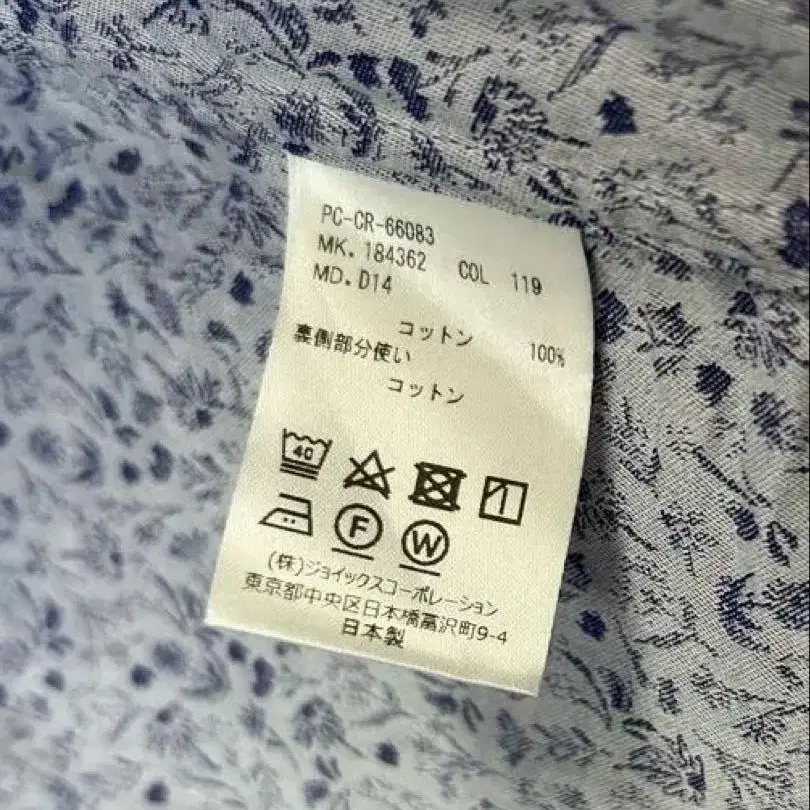 PC-CR-66083
MK. 184362 COL 119
MD. D14
コットン 100%
裏側部分使い
コットン
40
F W
(株)ジョイックスコーポレーション
東京都中央区日本橋富沢町9-4
日本製